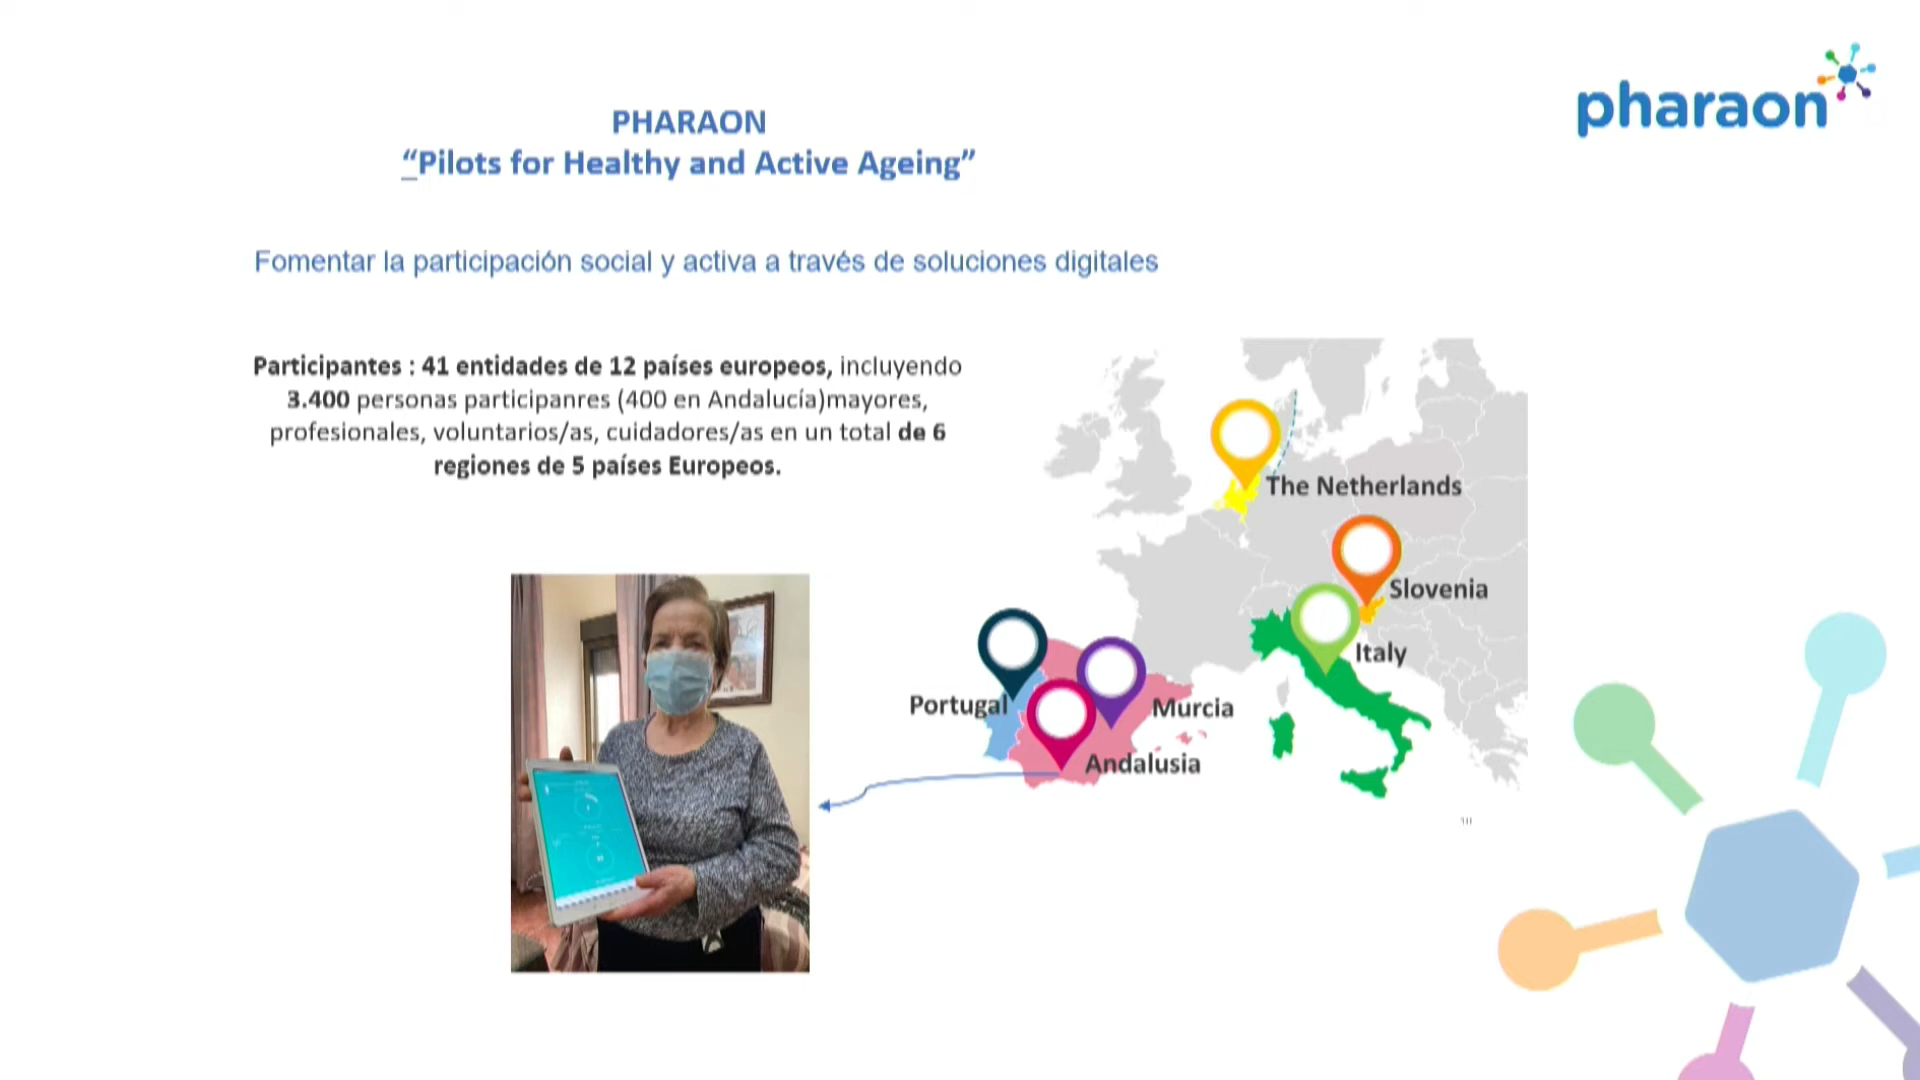 pharaon
PHARAON
“Pilots for Healthy and Active Ageing”
Fomentar la participación social y activa a través de soluciones digitales
Participantes : 41 entidades de 12 países europeos, incluyendo
3.400 personas participanres (400 en Andalucía)mayores,
profesionales, voluntarios/as, cuidadores/as en un total de 6
regiones de 5 países Europeos.
The Netherlands
Slovenia
Italy
Portugal
Murcia
Andalusia